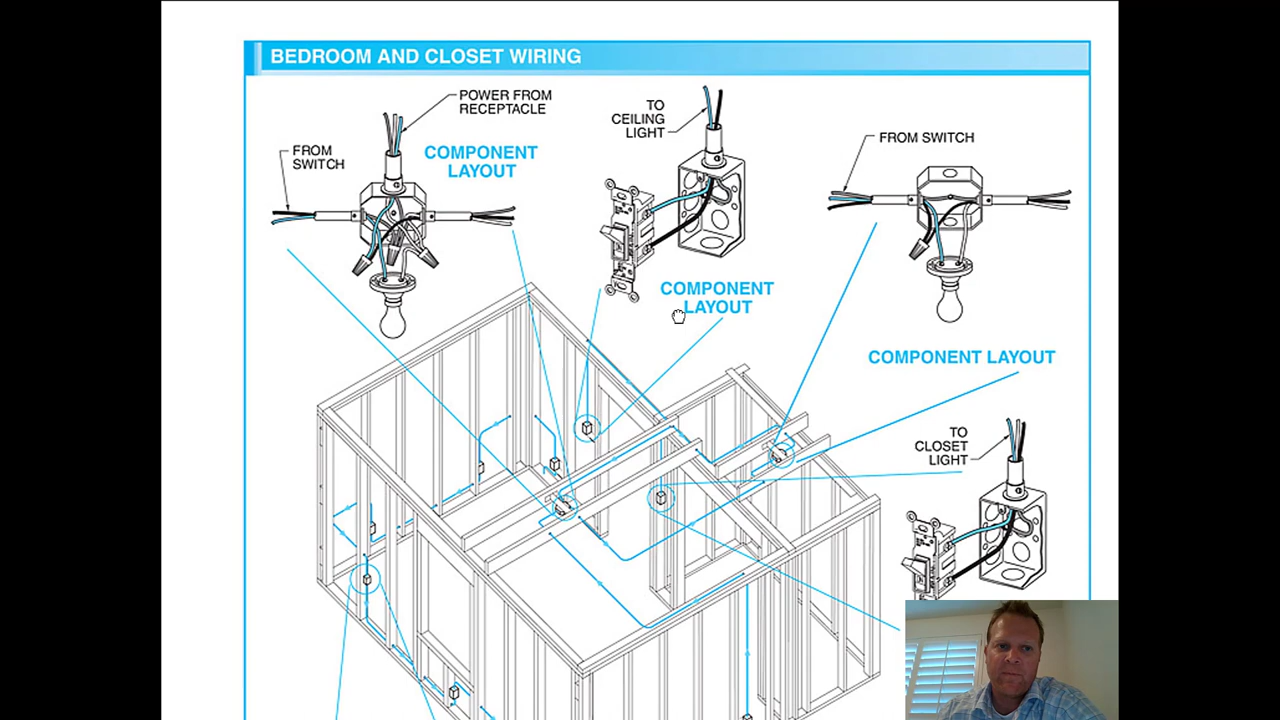 BEDROOM AND CLOSET WIRING
POWER FROM
RECEPTACLE
FROM
SWITCH
COMPONENT
LAYOUT
TO
CEILING
LIGHT
COMPONENT
LAYOUT
FROM SWITCH
COMPONENT LAYOUT
TO
CLOSET
LIGHT